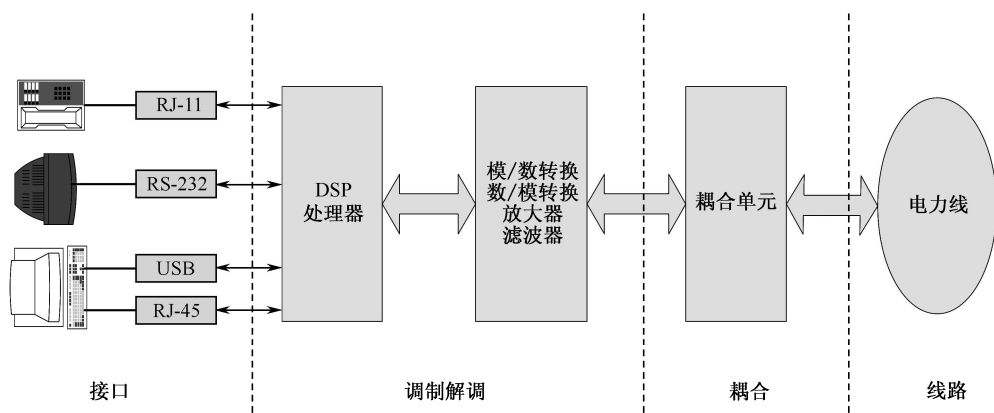 RJ-11
RS-232
USB
RJ-45
DSP
处理器
模/数转换
数/模转换
放大器
滤波器
耦合单元
电力线
接口
调制解调
耦合
线路